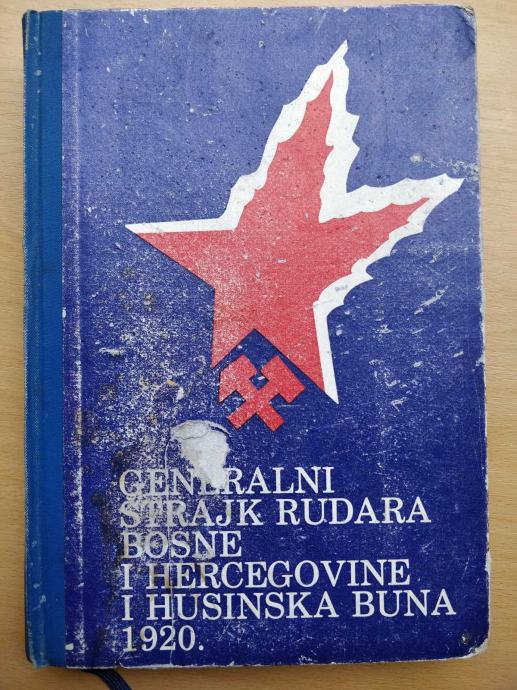 GENERALNI
ŠTRAJK RUDARA
BOSNE
I HERCEGOVINE
I HUSINSKA BUNA
1920.